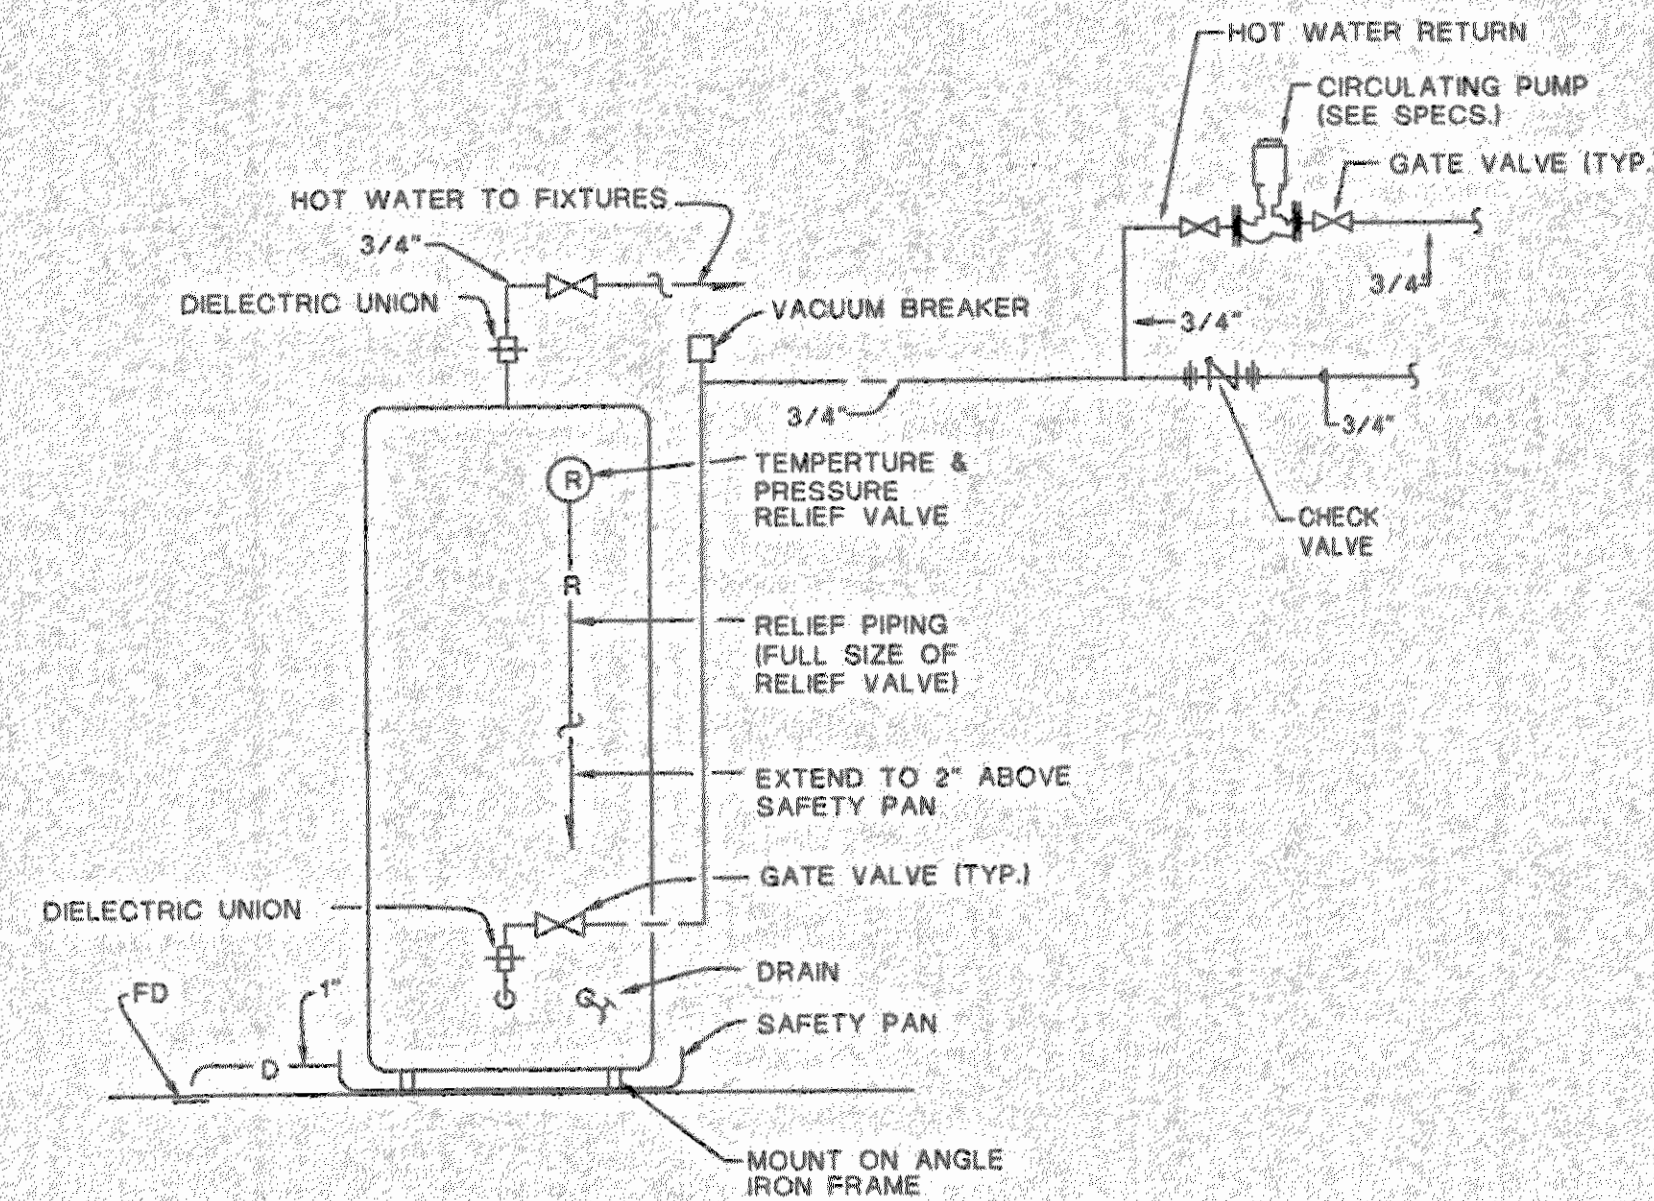 HOT WATER RETURN
CIRCULATING PUMP
(SEE SPECS.)
GATE VALVE (TYP.
HOT WATER TO FIXTURES
3/4"
DIELECTRIC UNION
VACUUM BREAKER
3/4"
3/4"
3/4"
3/4"
CHECK
VALVE
R
TEMPERTURE &
PRESSURE
RELIEF VALVE
R
RELIEF PIPING
(FULL SIZE OF
RELIEF VALVE)
EXTEND TO 2" ABOVE
SAFETY PAN
GATE VALVE (TYP.)
DIELECTRIC UNION
DRAIN
FD
1"
SAFETY PAN
D
MOUNT ON ANGLE
IRON FRAME